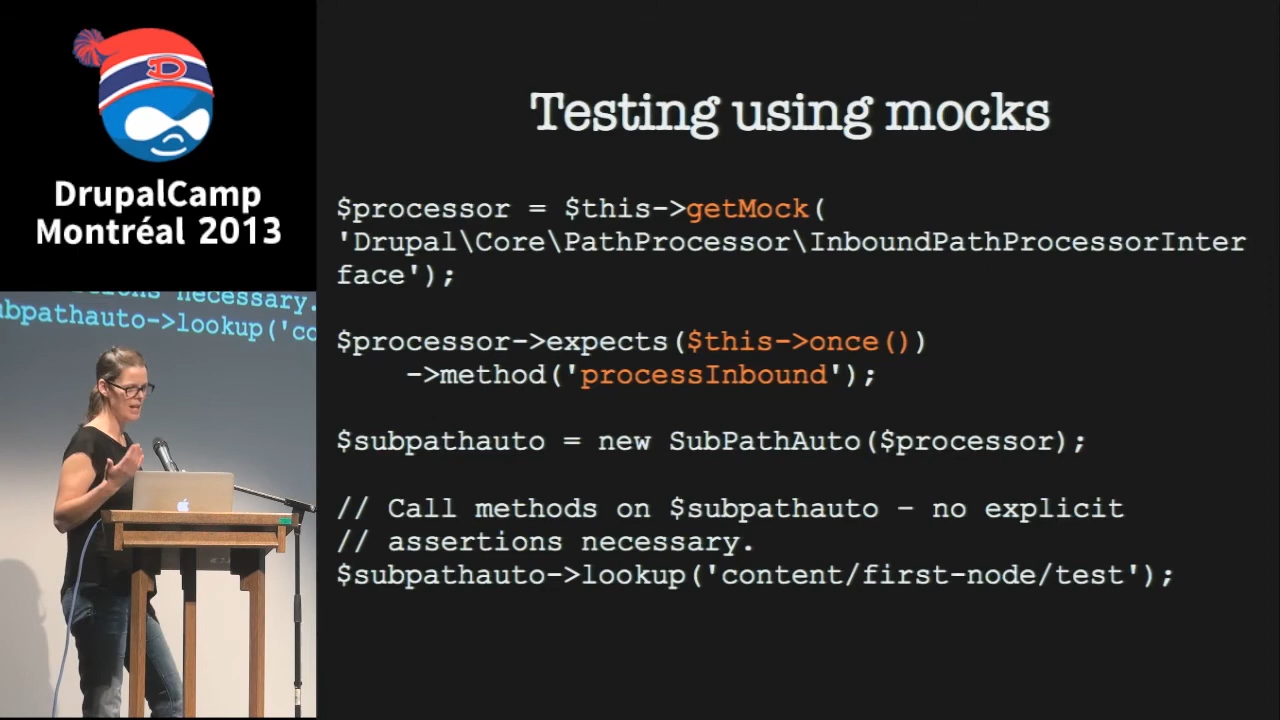 D
DrupalCamp
Montréal 2013
Testing using mocks
$processor = $this->getMock(
'Drupal\Core\PathProcessor\InboundPathProcessorInter
face');
$processor->expects($this->once())
    ->method('processInbound');
$subpathauto = new SubPathAuto($processor);
// Call methods on $subpathauto – no explicit
// assertions necessary.
$subpathauto->lookup('content/first-node/test');
necessary.
->lookup('co